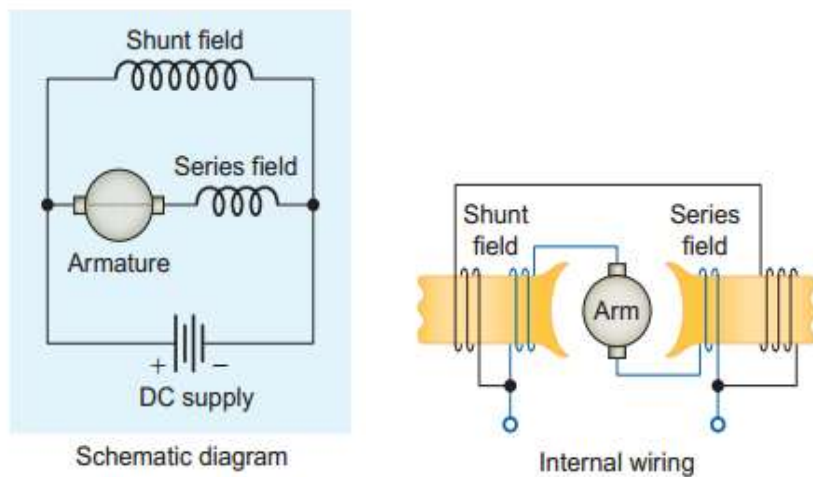 Shunt field
Series field
Armature
+ −
DC supply
Schematic diagram
Shunt
field
Series
field
Arm
Internal wiring